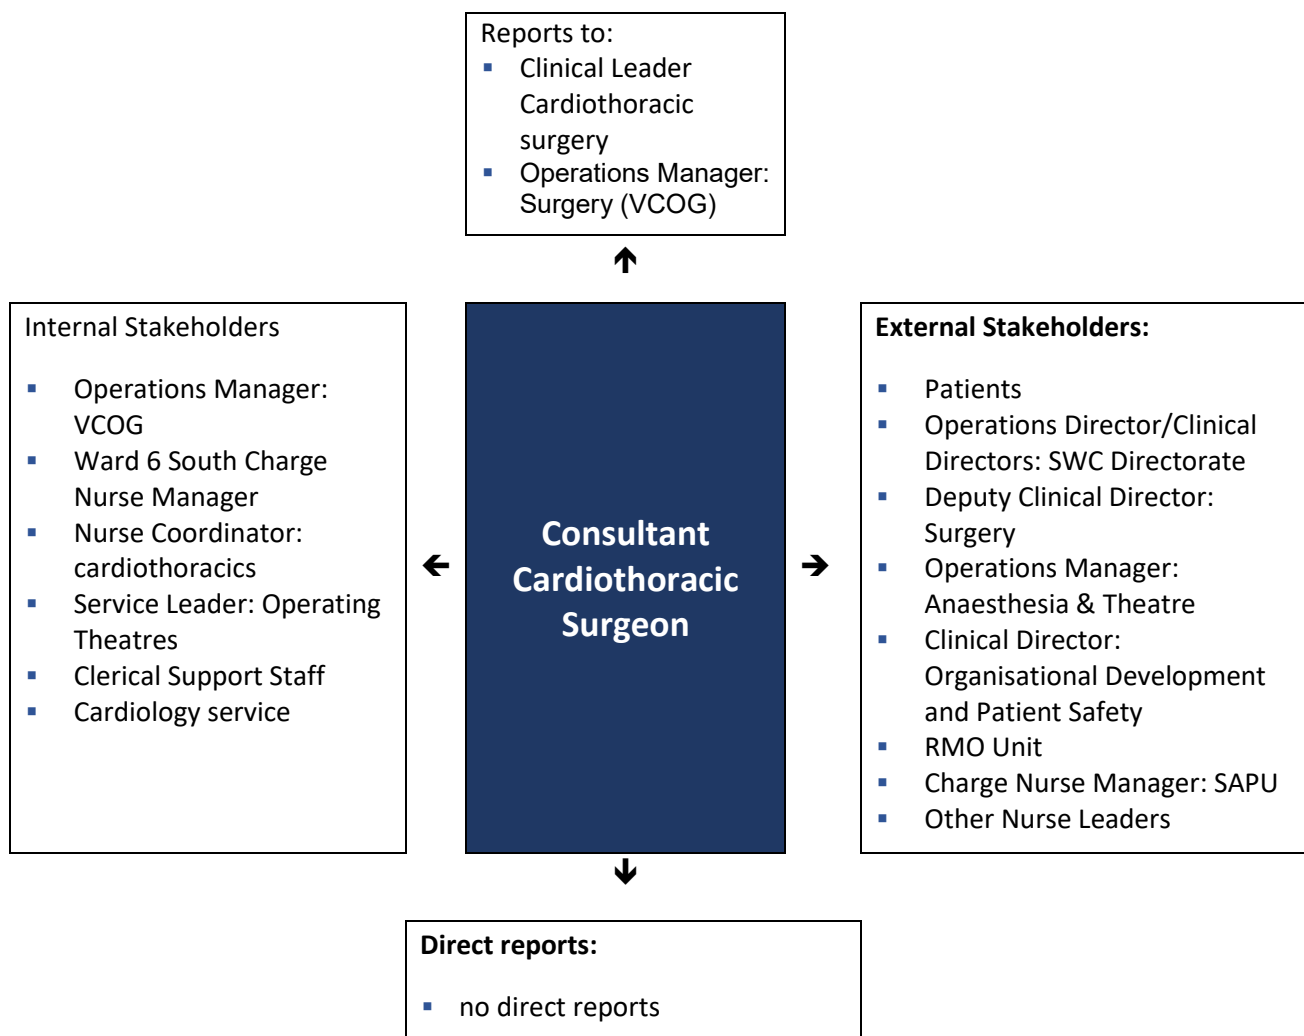 Reports to:
▪ Clinical Leader
Cardiothoracic
surgery
▪ Operations Manager:
Surgery (VCOG)
Internal Stakeholders
▪ Operations Manager:
VCOG
▪ Ward 6 South Charge
Nurse Manager
▪ Nurse Coordinator:
cardiothoracics
▪ Service Leader: Operating
Theatres
▪ Clerical Support Staff
▪ Cardiology service
Consultant
Cardiothoracic
Surgeon
External Stakeholders:
▪ Patients
▪ Operations Director/Clinical
Directors: SWC Directorate
▪ Deputy Clinical Director:
Surgery
▪ Operations Manager:
Anaesthesia & Theatre
▪ Clinical Director:
Organisational Development
and Patient Safety
▪ RMO Unit
▪ Charge Nurse Manager: SAPU
▪ Other Nurse Leaders
Direct reports:
▪ no direct reports